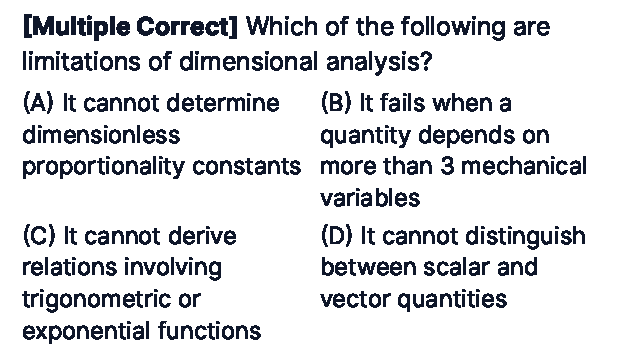 [Multiple Correct] Which of the following are
limitations of dimensional analysis?
(A) It cannot determine
dimensionless
proportionality constants
(B) It fails when a
quantity depends on
more than 3 mechanical
variables
(C) It cannot derive
relations involving
trigonometric or
exponential functions
(D) It cannot distinguish
between scalar and
vector quantities